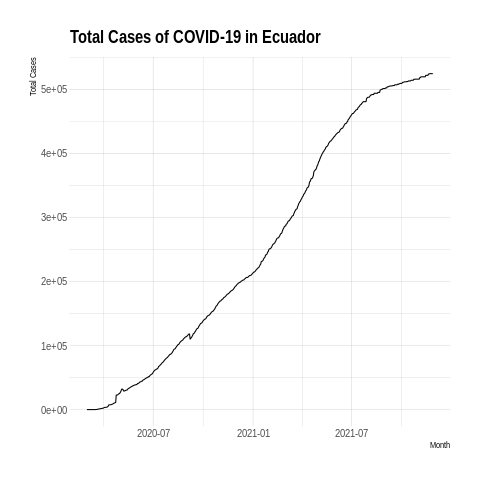 Total Cases of COVID-19 in Ecuador
Total Cases
5e+05
4e+05
3e+05
2e+05
1e+05
0e+00
2020-07 2021-01 2021-07
Month